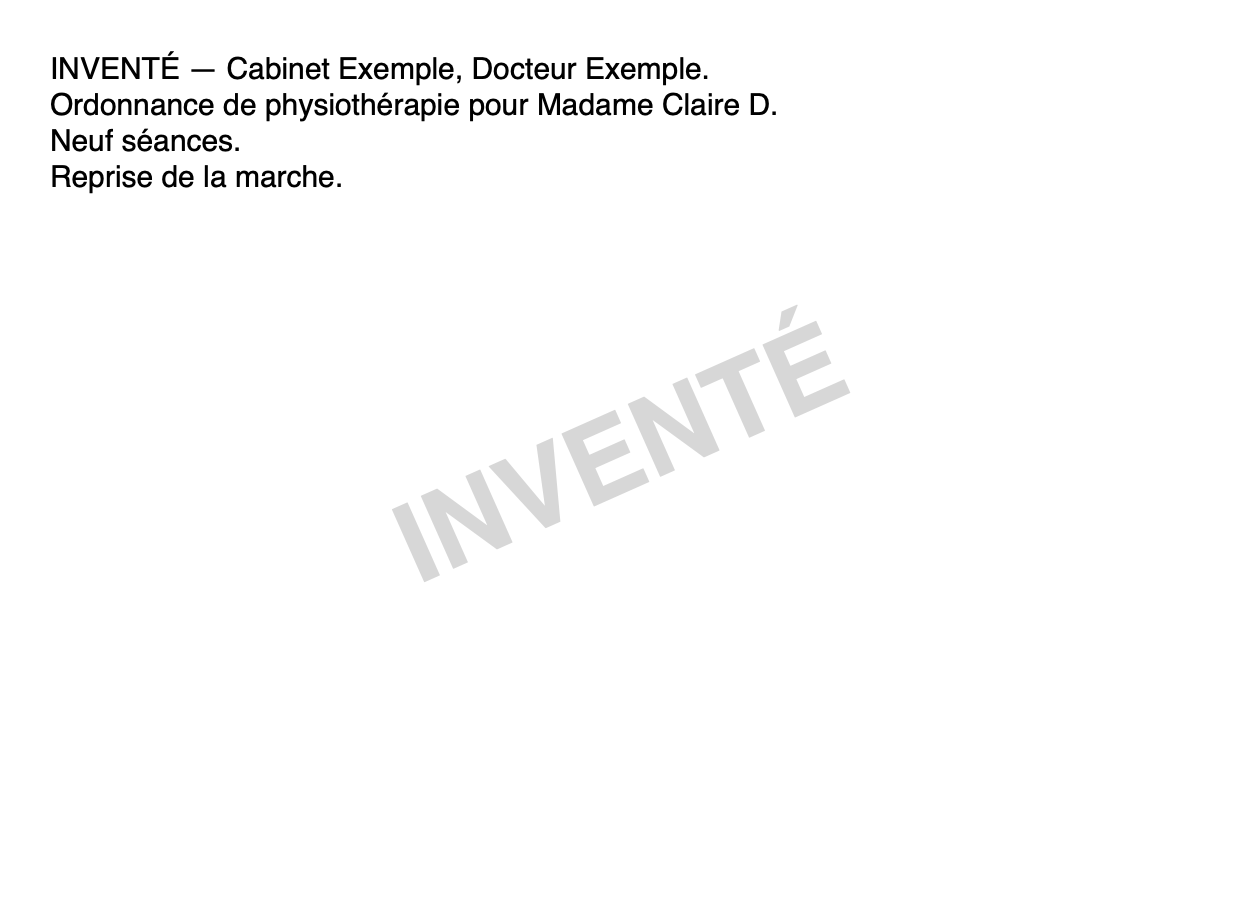 INVENTÉ — Cabinet Exemple, Docteur Exemple.
Ordonnance de physiothérapie pour Madame Claire D.
Neuf séances.
Reprise de la marche.
INVENTÉ